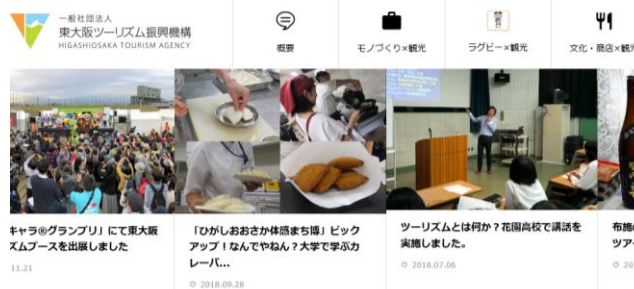 一般社団法人
東大阪ツーリズム振興機構
HIGASHIOSAKA TOURISM AGENCY
概要
モノづくり×観光
ラグビー×観光
文化・商店×観光
キャラ®グランプリ」にて東大阪
ズムブースを出展しました
11.23
「ひがしおおさか体感まち博」ピック
アップ！なんでやねん？大学で学ぶカ
レーパ...
2018.09.28
ツーリズムとは何か？花園高校で講話を
実施しました。
2018.07.06
布施
ツア
20